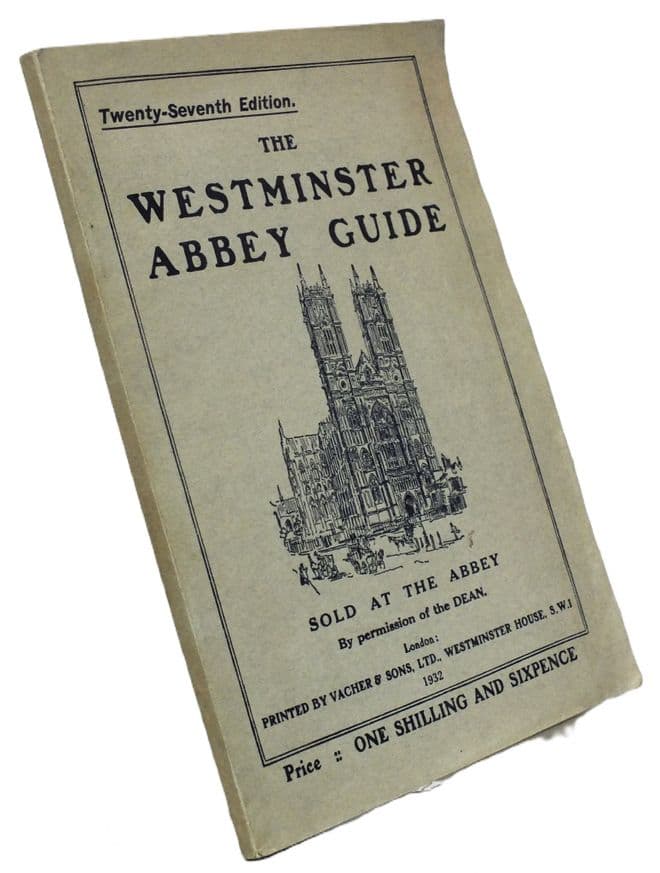 Twenty-Seventh Edition.
THE
WESTMINSTER
ABBEY GUIDE
SOLD AT THE ABBEY
By permission of the DEAN.
London:
PRINTED BY VACHER & SONS, LTD., WESTMINSTER HOUSE, S.W.1
1932
Price :: ONE SHILLING AND SIXPENCE